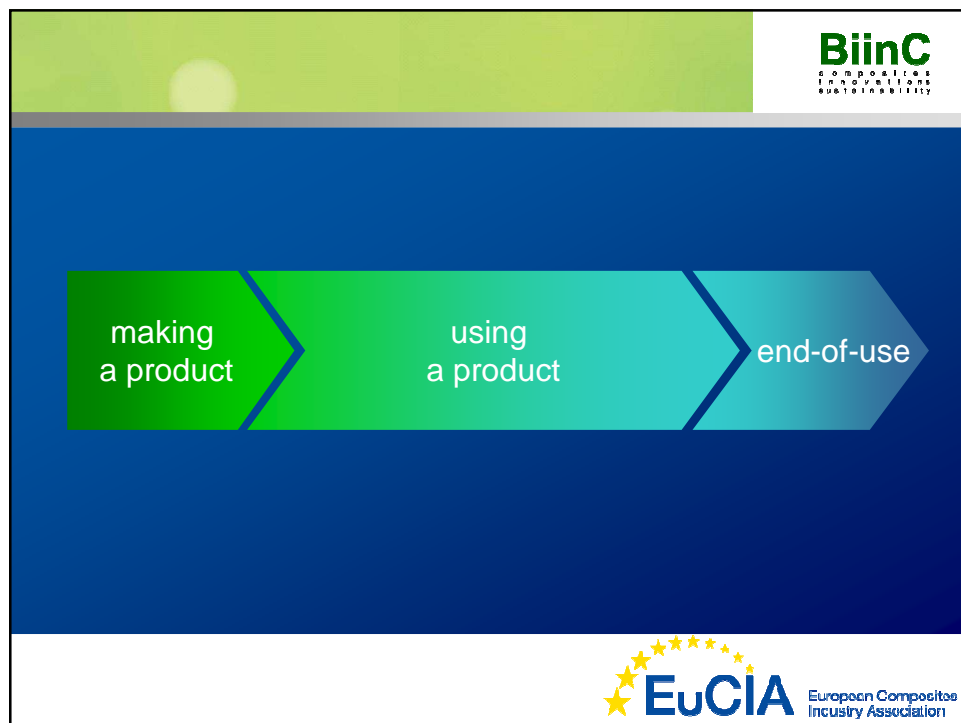 BiinC
composites
innovations
sustainability
making
a product
using
a product
end-of-use
EuCIA
European Composites
Industry Association